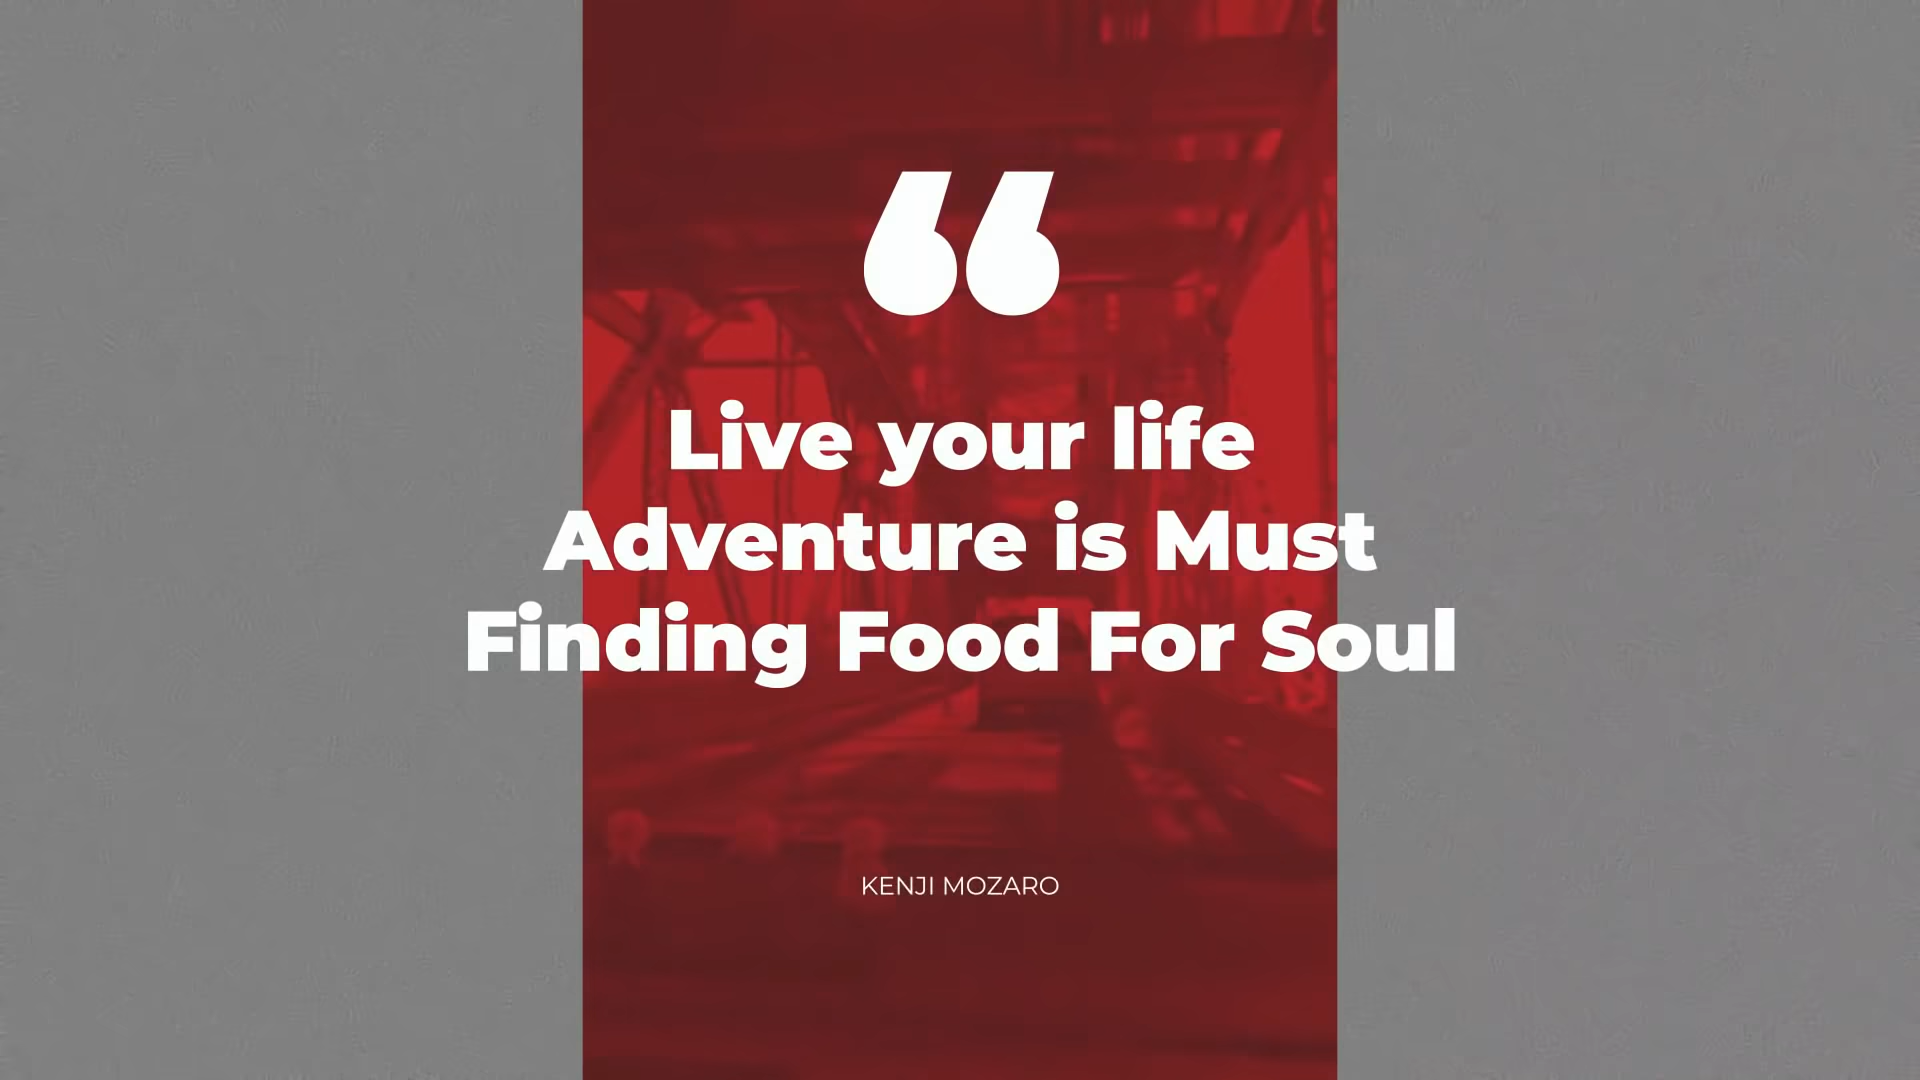 “
Live your life
Adventure is Must
Finding Food For Soul
KENJI MOZARO